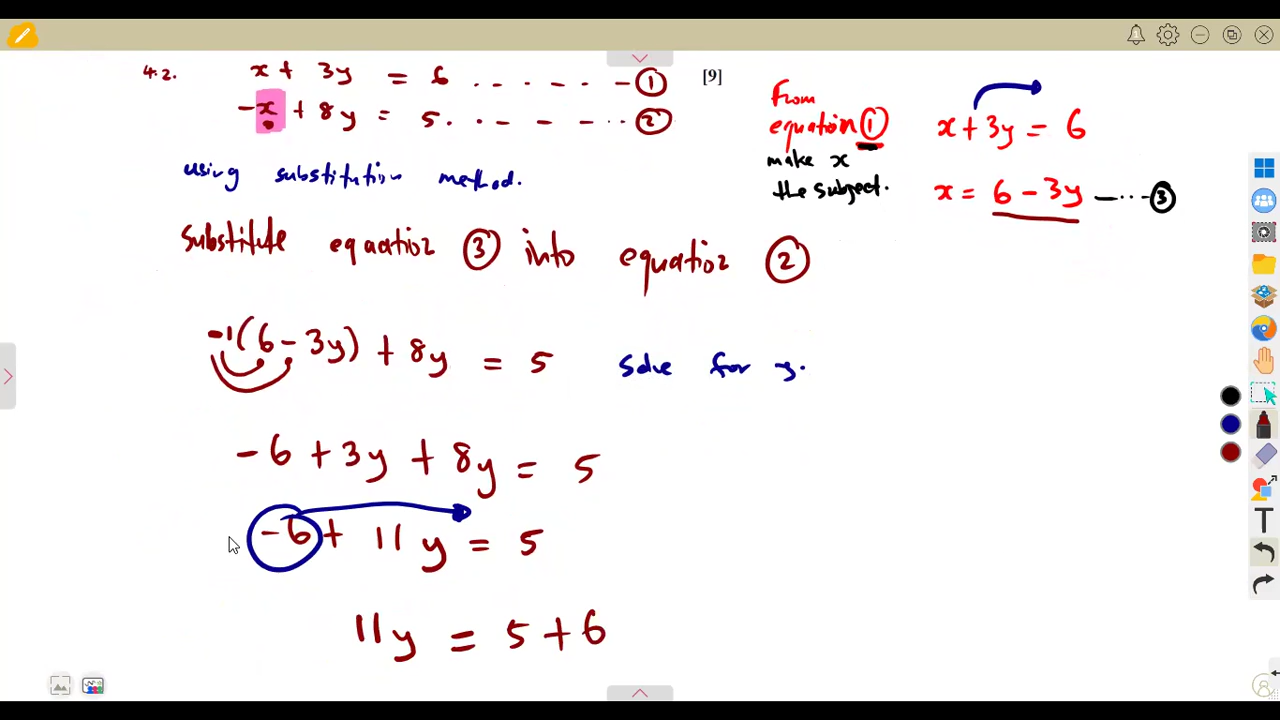 4.2. x + 3y = 6 . . . . . . - ①
[9]
-x + 8y = 5. . - - - . . ②
using substitution method.
From
equation ① x + 3y = 6
make x
the subject. x = 6 - 3y -...③
substitute equation ③ into equation ②
-1(6 - 3y) + 8y = 5 solve for y.
-6 + 3y + 8y = 5
-6 + 11y = 5
11y = 5 + 6
T